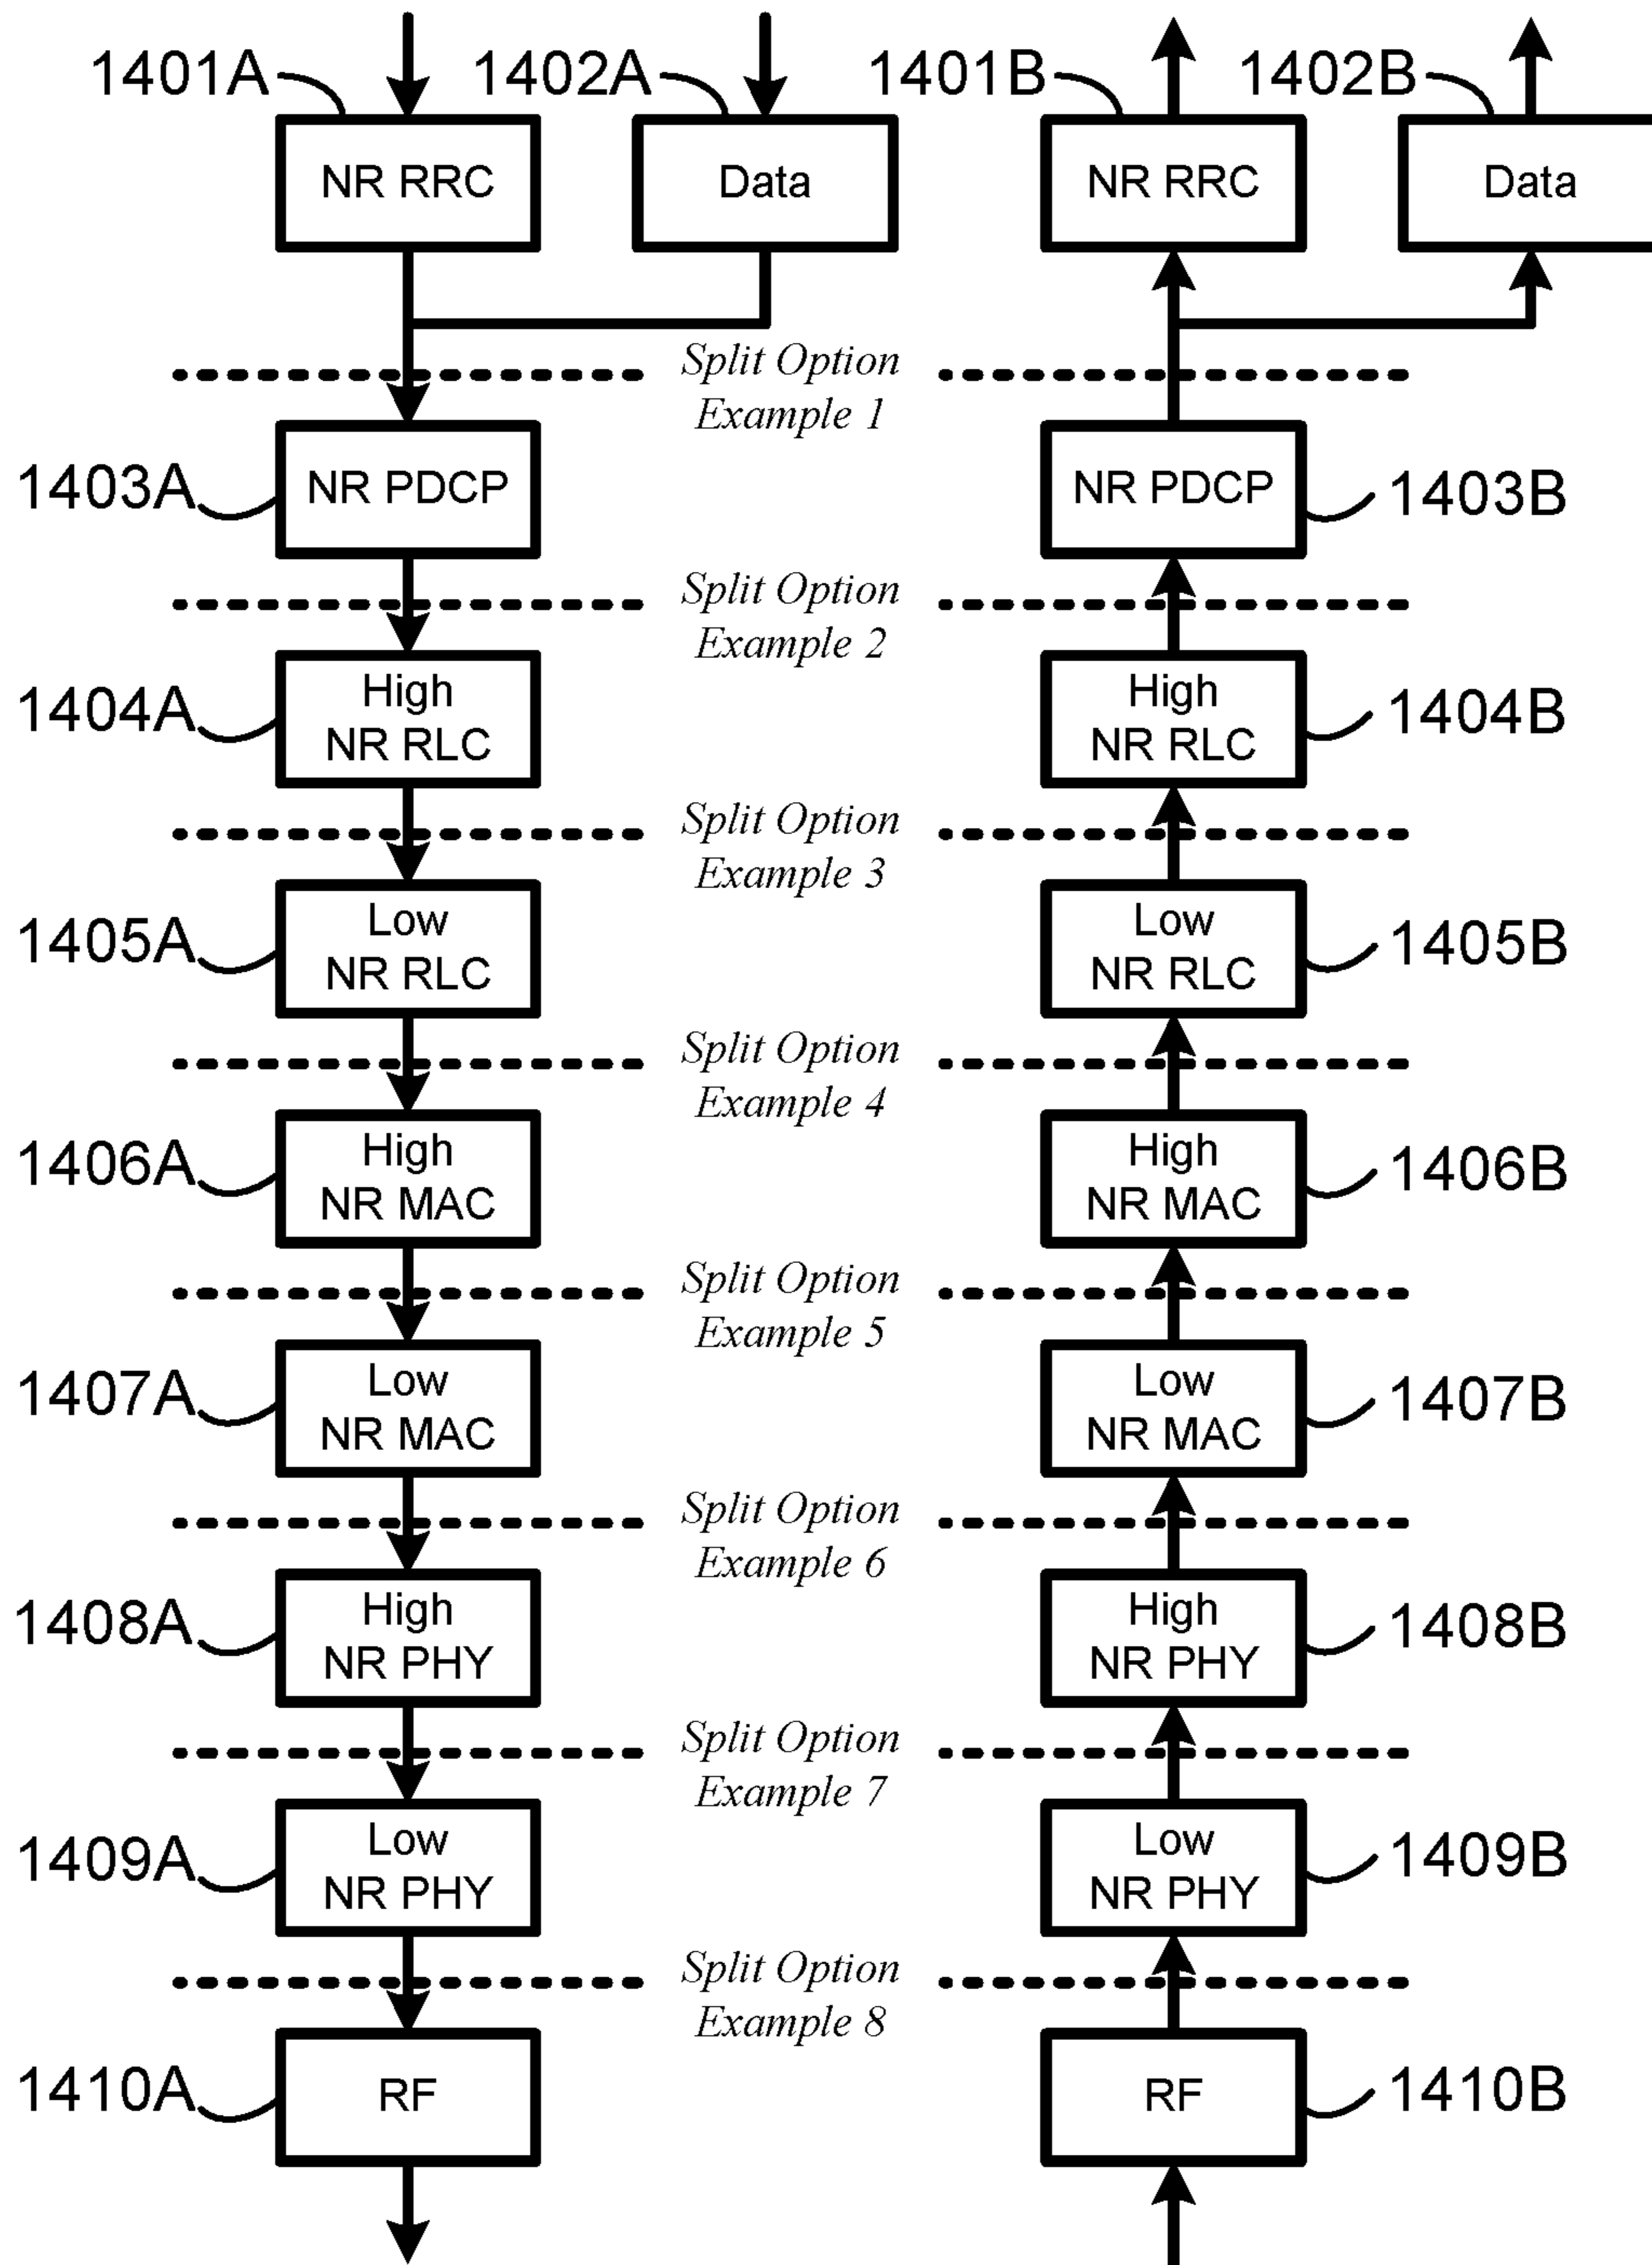 1401A
1402A
1401B
1402B
NR RRC
Data
NR RRC
Data
Split Option
Example 1
1403A
NR PDCP
NR PDCP
1403B
Split Option
Example 2
1404A
High
NR RLC
High
NR RLC
1404B
Split Option
Example 3
1405A
Low
NR RLC
Low
NR RLC
1405B
Split Option
Example 4
1406A
High
NR MAC
High
NR MAC
1406B
Split Option
Example 5
1407A
Low
NR MAC
Low
NR MAC
1407B
Split Option
Example 6
1408A
High
NR PHY
High
NR PHY
1408B
Split Option
Example 7
1409A
Low
NR PHY
Low
NR PHY
1409B
Split Option
Example 8
1410A
RF
RF
1410B